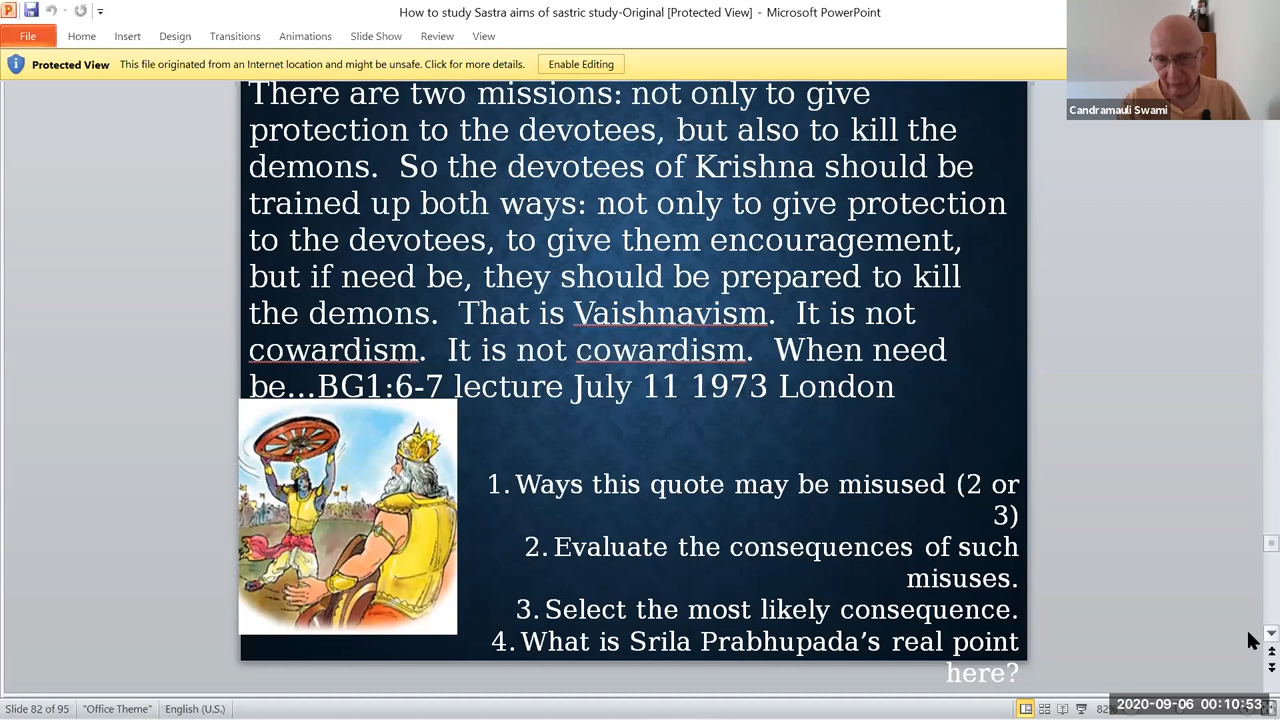 How to study Sastra aims of sastric study-Original [Protected View] - Microsoft PowerPoint
File Home Insert Design Transitions Animations Slide Show Review View
Protected View This file originated from an Internet location and might be unsafe. Click for more details. Enable Editing
Candramauli Swami
There are two missions: not only to give
protection to the devotees, but also to kill the
demons. So the devotees of Krishna should be
trained up both ways: not only to give protection
to the devotees, to give them encouragement,
but if need be, they should be prepared to kill
the demons. That is Vaishnavism. It is not
cowardism. It is not cowardism. When need
be...BG1:6-7 lecture July 11 1973 London
1. Ways this quote may be misused (2 or
3)
2. Evaluate the consequences of such
misuses.
3. Select the most likely consequence.
4. What is Srila Prabhupada’s real point
here?
Slide 82 of 95 "Office Theme" English (U.S.) 2020-09-06 00:10:53